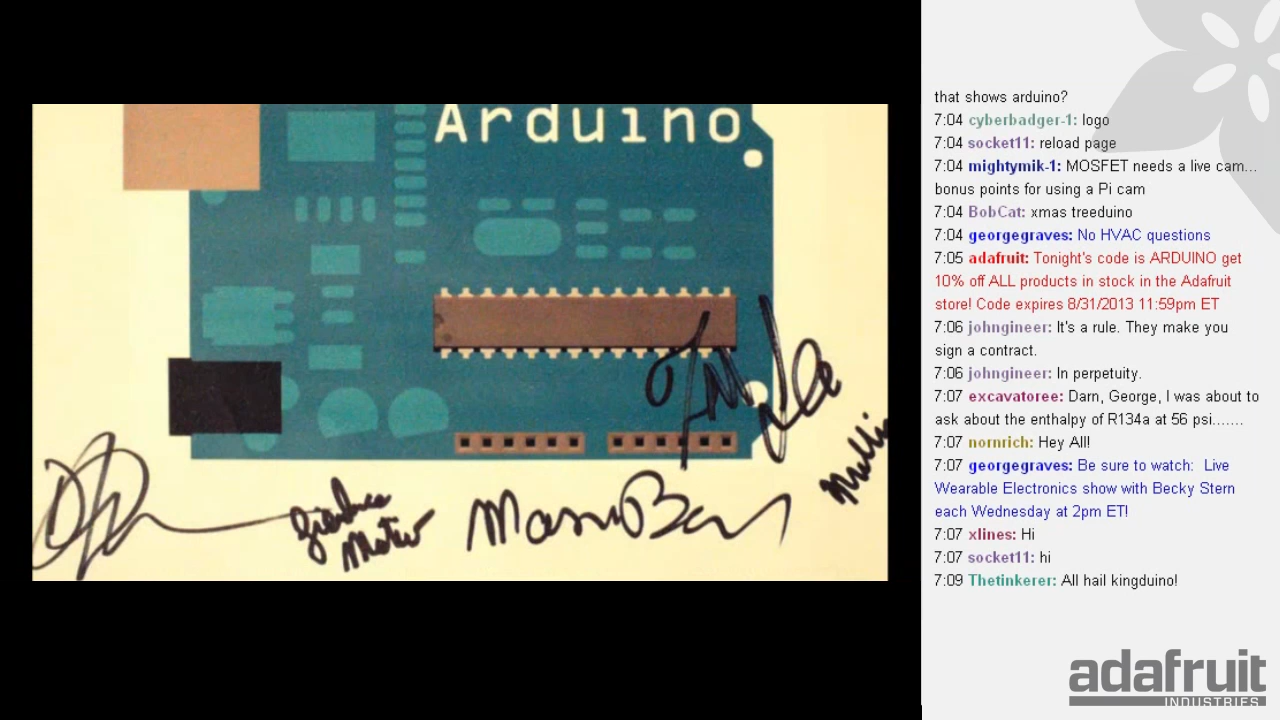 Arduino
that shows arduino?
7:04 cyberbadger-1: logo
7:04 socket11: reload page
7:04 mightymik-1: MOSFET needs a live cam...
bonus points for using a Pi cam
7:04 BobCat: xmas treeduino
7:04 georgegraves: No HVAC questions
7:05 adafruit: Tonight's code is ARDUINO get
10% off ALL products in stock in the Adafruit
store! Code expires 8/31/2013 11:59pm ET
7:06 johngineer: It's a rule. They make you
sign a contract.
7:06 johngineer: In perpetuity.
7:07 excavatoree: Darn, George, I was about to
ask about the enthalpy of R134a at 56 psi.......
7:07 nornrich: Hey All!
7:07 georgegraves: Be sure to watch:  Live
Wearable Electronics show with Becky Stern
each Wednesday at 2pm ET!
7:07 xlines: Hi
7:07 socket11: hi
7:09 Thetinkerer: All hail kingduino!
adafruit
INDUSTRIES